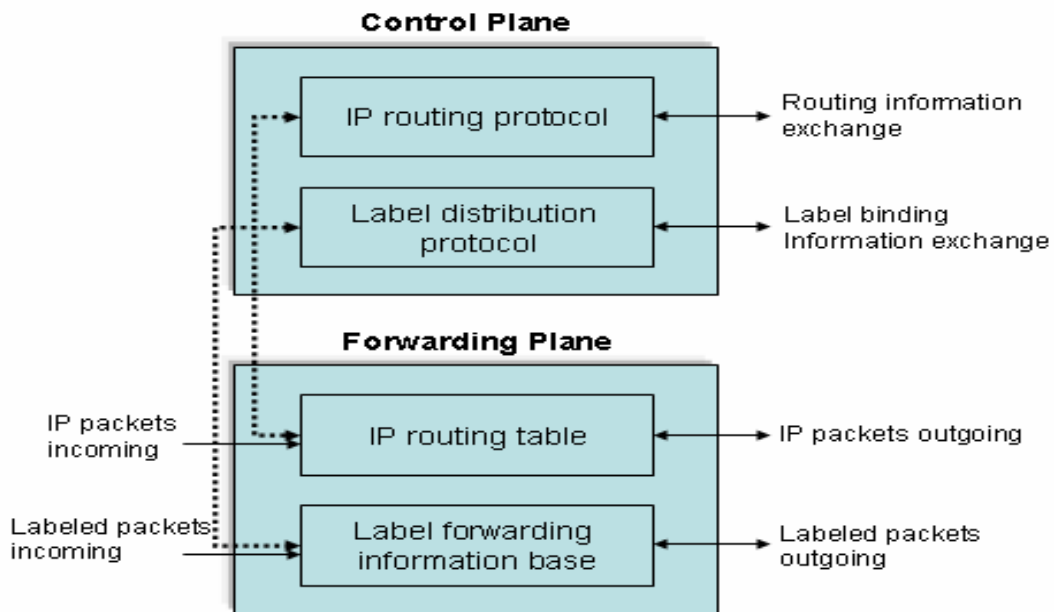 Control Plane
IP routing protocol
Routing information
exchange
Label distribution
protocol
Label binding
Information exchange
Forwarding Plane
IP packets
incoming
IP routing table
IP packets outgoing
Labeled packets
incoming
Label forwarding
information base
Labeled packets
outgoing